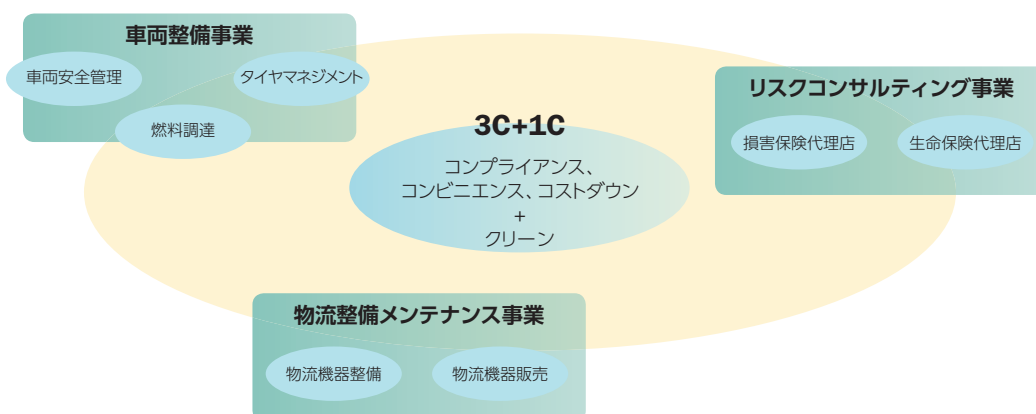 車両整備事業
車両安全管理
タイヤマネジメント
燃料調達
リスクコンサルティング事業
損害保険代理店
生命保険代理店
3C+1C
コンプライアンス、
コンビニエンス、コストダウン
+
クリーン
物流整備メンテナンス事業
物流機器整備
物流機器販売